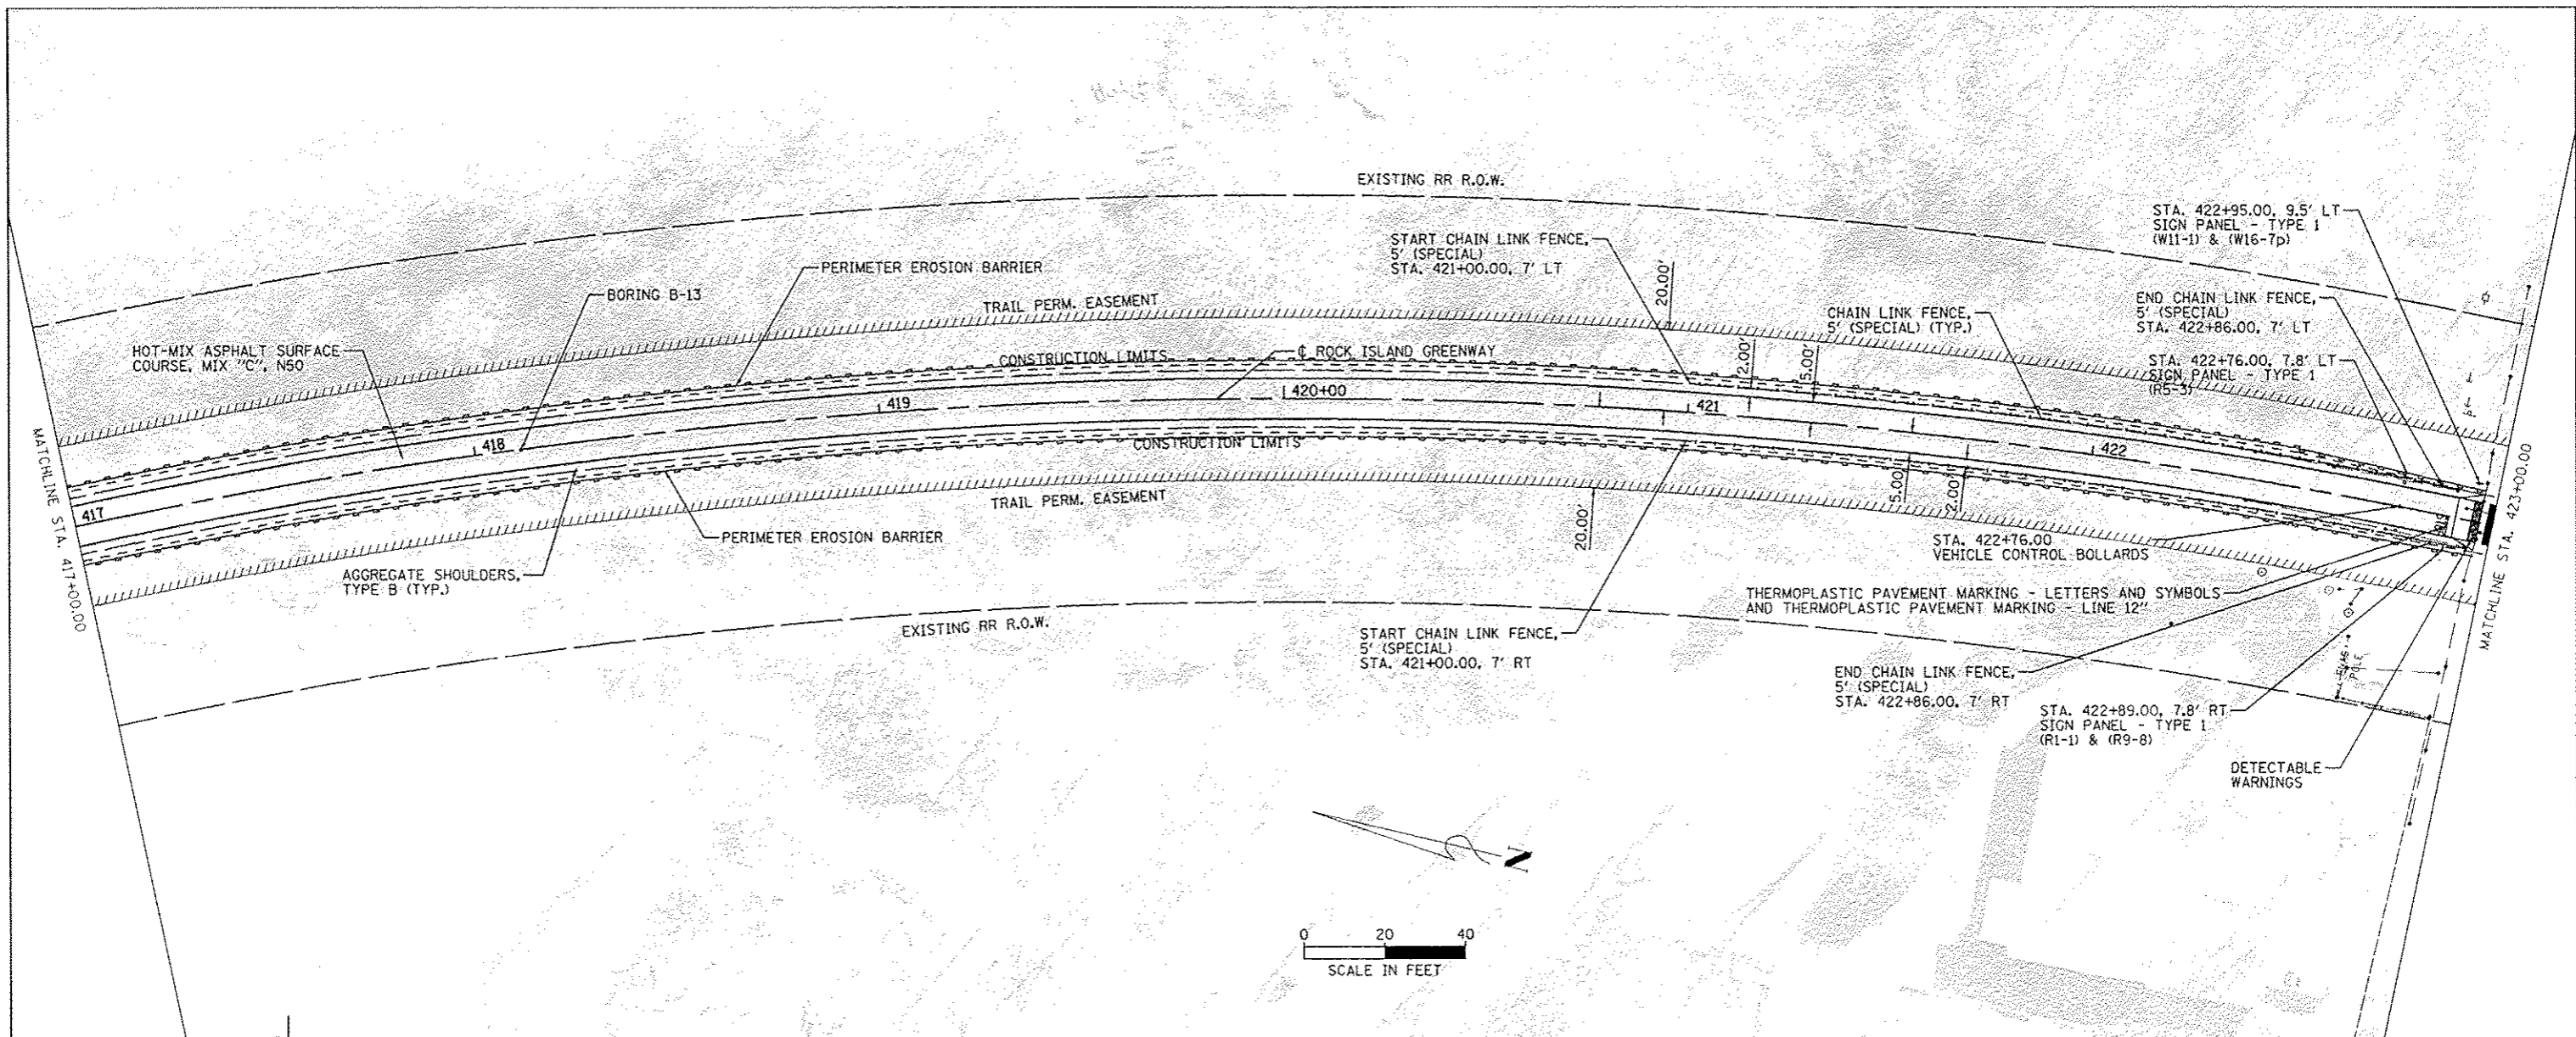 EXISTING RR R.O.W.
STA. 422+95.00, 9.5' LT
SIGN PANEL - TYPE 1
(W11-1) & (W16-7p)
START CHAIN LINK FENCE,
5' (SPECIAL)
STA. 421+00.00, 7' LT
PERIMETER EROSION BARRIER
BORING B-13
20.00'
TRAIL PERM. EASEMENT
CHAIN LINK FENCE,
5' (SPECIAL) (TYP.)
END CHAIN LINK FENCE,
5' (SPECIAL)
STA. 422+86.00, 7' LT
HOT-MIX ASPHALT SURFACE
COURSE, MIX "C", N50
CONSTRUCTION LIMITS
℄ ROCK ISLAND GREENWAY
2.00'
5.00'
STA. 422+76.00, 7.8' LT
SIGN PANEL - TYPE 1
(R5-3)
417
418
419
420+00
421
422
CONSTRUCTION LIMITS
MATCHLINE STA. 417+00.00
MATCHLINE STA. 423+00.00
TRAIL PERM. EASEMENT
5.00'
2.00'
20.00'
PERIMETER EROSION BARRIER
STA. 422+76.00
VEHICLE CONTROL BOLLARDS
AGGREGATE SHOULDERS,
TYPE B (TYP.)
THERMOPLASTIC PAVEMENT MARKING - LETTERS AND SYMBOLS
AND THERMOPLASTIC PAVEMENT MARKING - LINE 12"
EXISTING RR R.O.W.
START CHAIN LINK FENCE,
5' (SPECIAL)
STA. 421+00.00, 7' RT
END CHAIN LINK FENCE,
5' (SPECIAL)
STA. 422+86.00, 7' RT
POLE
STA. 422+89.00, 7.8' RT
SIGN PANEL - TYPE 1
(R1-1) & (R9-8)
DETECTABLE
WARNINGS
N
0 20 40
SCALE IN FEET